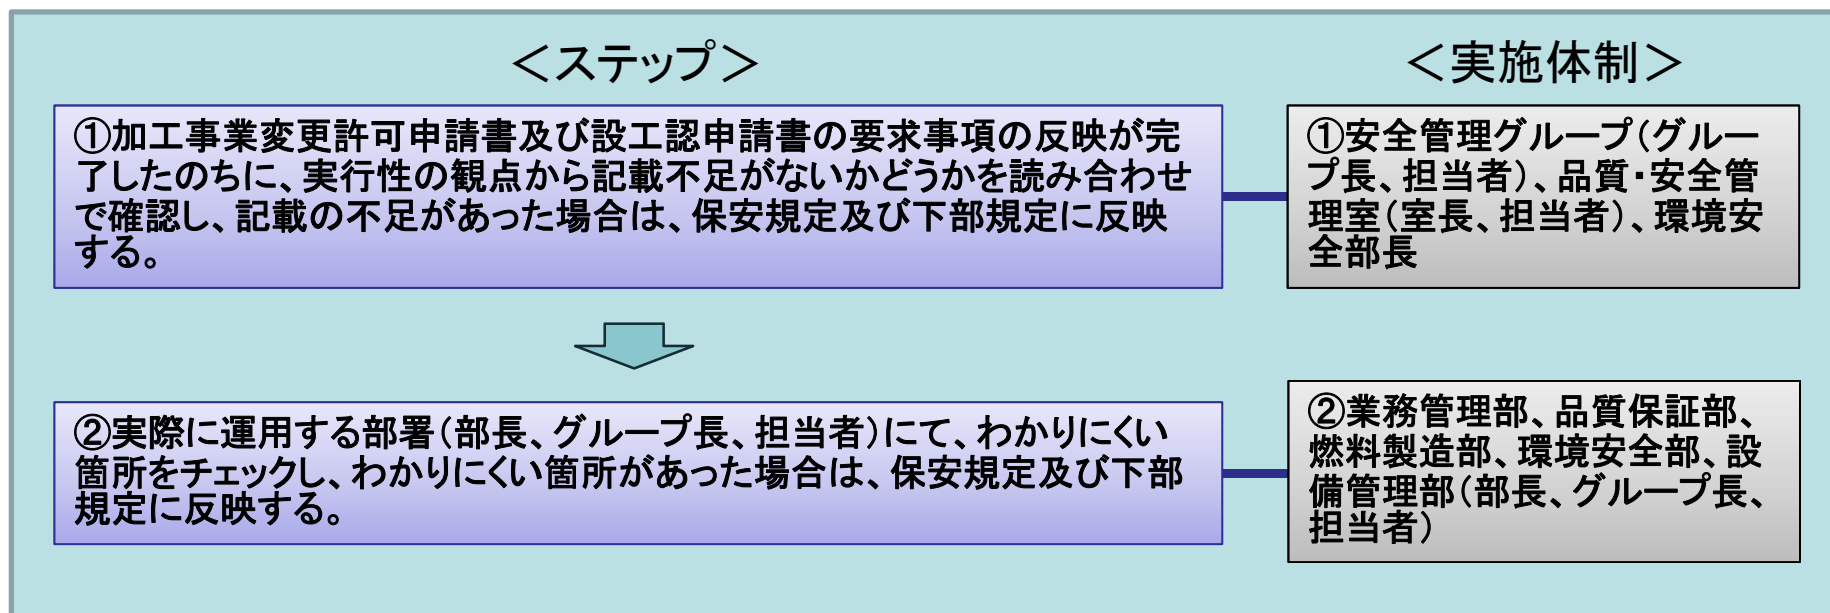 ＜ステップ＞
＜実施体制＞
①加工事業変更許可申請書及び設工認申請書の要求事項の反映が完
了したのちに、実行性の観点から記載不足がないかどうかを読み合わせ
で確認し、記載の不足があった場合は、保安規定及び下部規定に反映
する。
①安全管理グループ（グルー
プ長、担当者）、品質・安全管
理室（室長、担当者）、環境安
全部長
②実際に運用する部署（部長、グループ長、担当者）にて、わかりにくい
箇所をチェックし、わかりにくい箇所があった場合は、保安規定及び下部
規定に反映する。
②業務管理部、品質保証部、
燃料製造部、環境安全部、設
備管理部（部長、グループ長、
担当者）